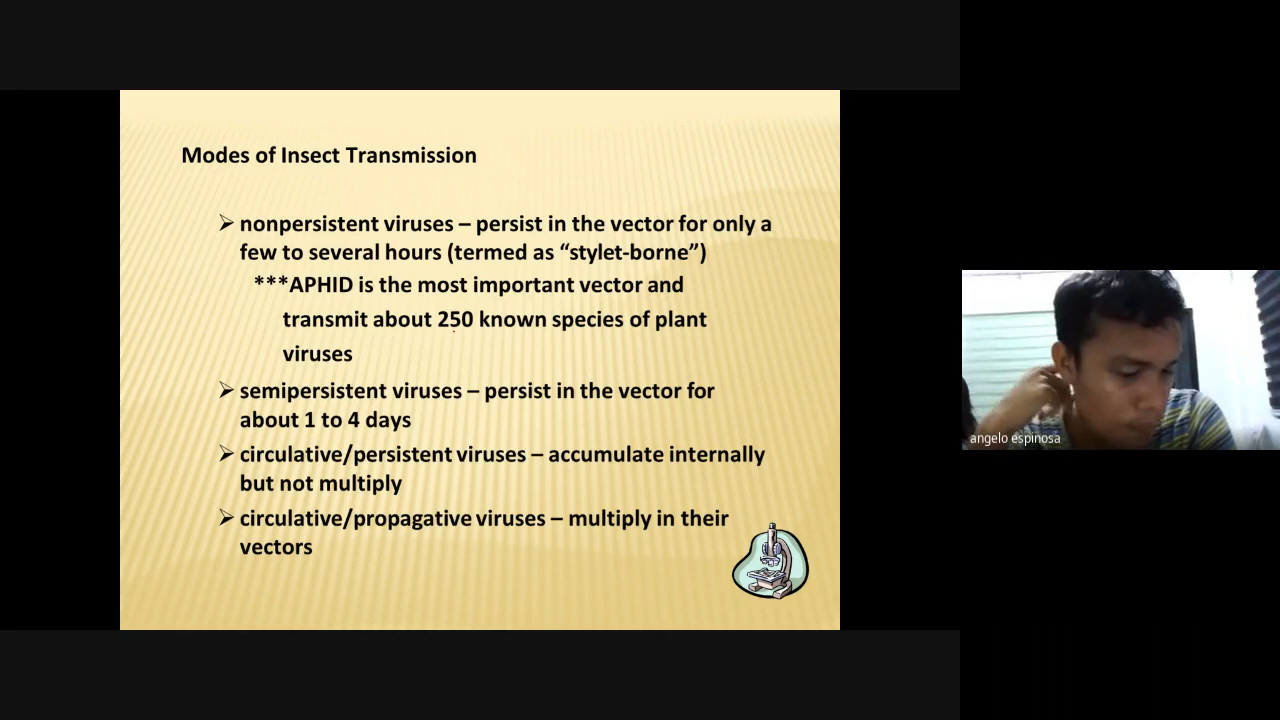 Modes of Insect Transmission
nonpersistent viruses – persist in the vector for only a
few to several hours (termed as “stylet-borne”)
***APHID is the most important vector and
transmit about 250 known species of plant
viruses
semipersistent viruses – persist in the vector for
about 1 to 4 days
circulative/persistent viruses – accumulate internally
but not multiply
circulative/propagative viruses – multiply in their
vectors
angelo espinosa